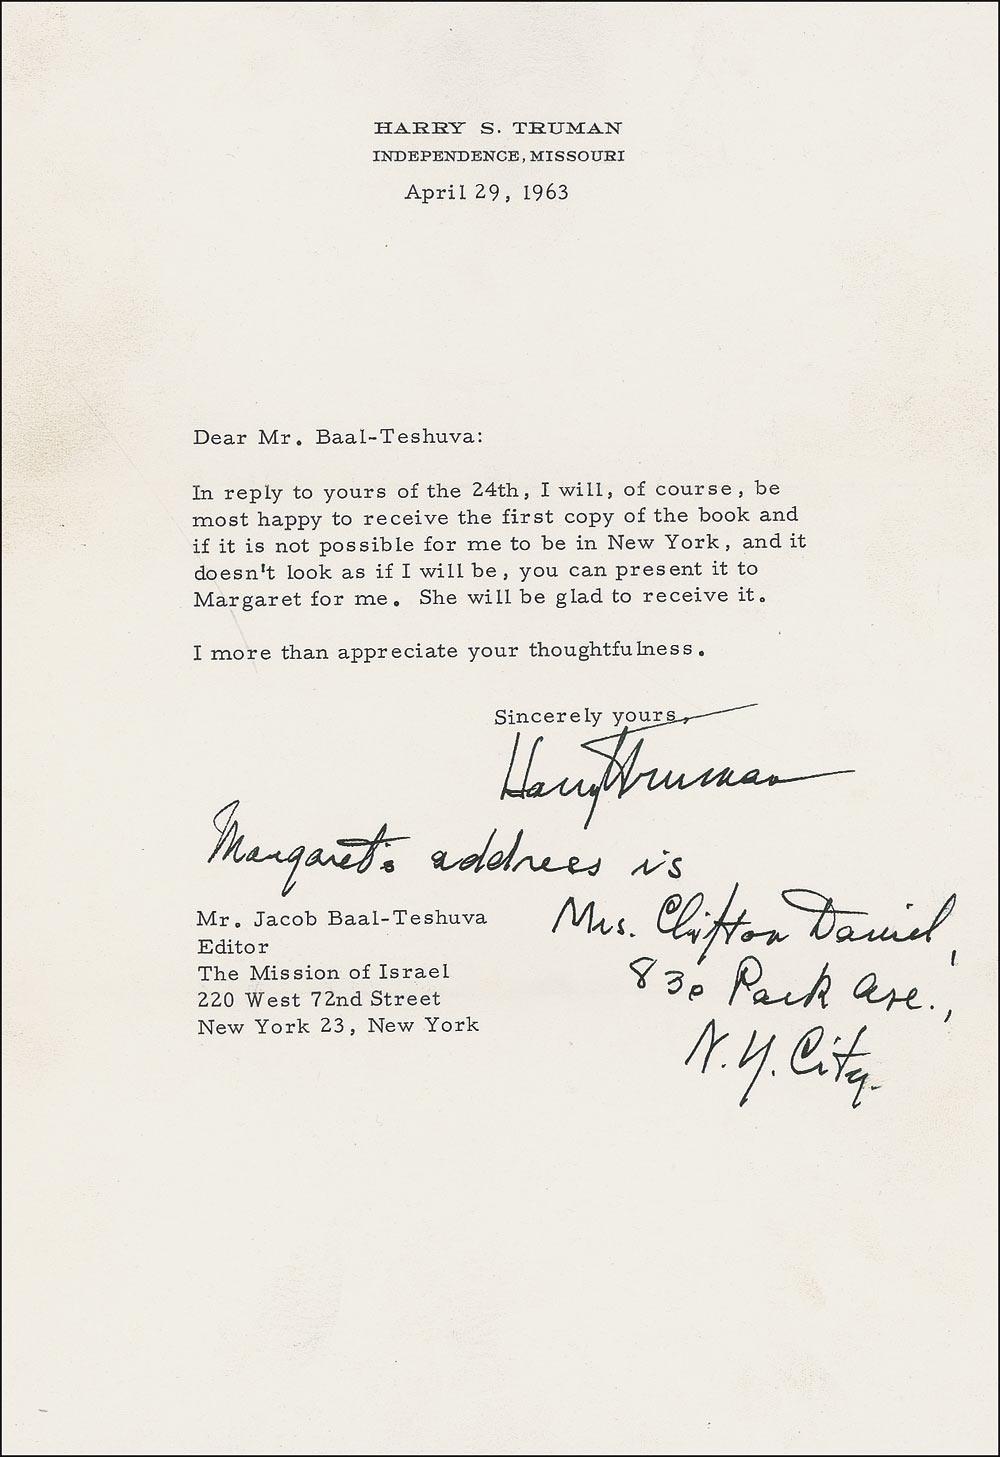 HARRY S. TRUMAN
INDEPENDENCE, MISSOURI
April 29, 1963
Dear Mr. Baal-Teshuva:
In reply to yours of the 24th, I will, of course, be
most happy to receive the first copy of the book and
if it is not possible for me to be in New York, and it
doesn't look as if I will be, you can present it to
Margaret for me. She will be glad to receive it.
I more than appreciate your thoughtfulness.
Sincerely yours,
Harry Truman
Margaret's address is
Mrs. Clifton Daniel,
830 Park Ave.,
N.Y. City.
Mr. Jacob Baal-Teshuva
Editor
The Mission of Israel
220 West 72nd Street
New York 23, New York